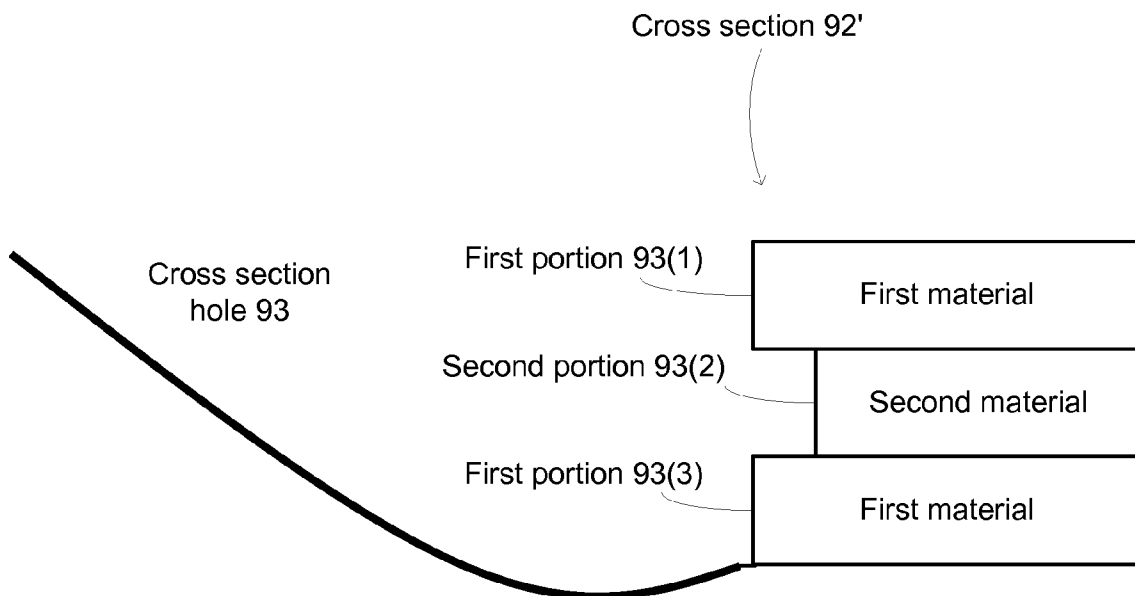 Cross section 92'
First portion 93(1)
Cross section
hole 93
First material
Second portion 93(2)
Second material
First portion 93(3)
First material